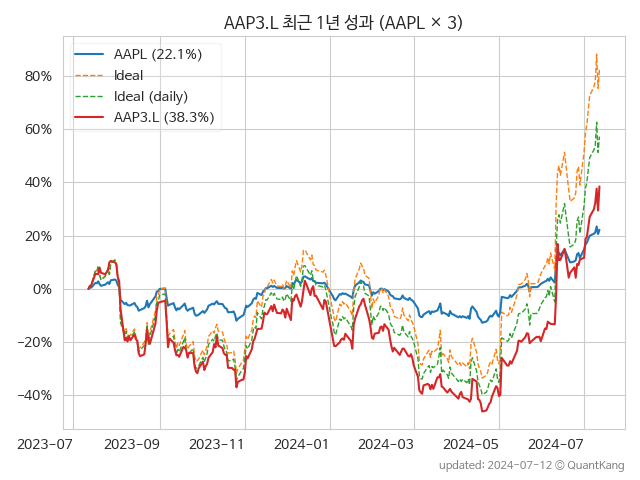 AAP3.L 최근 1년 성과 (AAPL × 3)
AAPL (22.1%)
Ideal
Ideal (daily)
AAP3.L (38.3%)
80%
60%
40%
20%
0%
−20%
−40%
2023-07
2023-09
2023-11
2024-01
2024-03
2024-05
2024-07
updated: 2024-07-12 © QuantKang